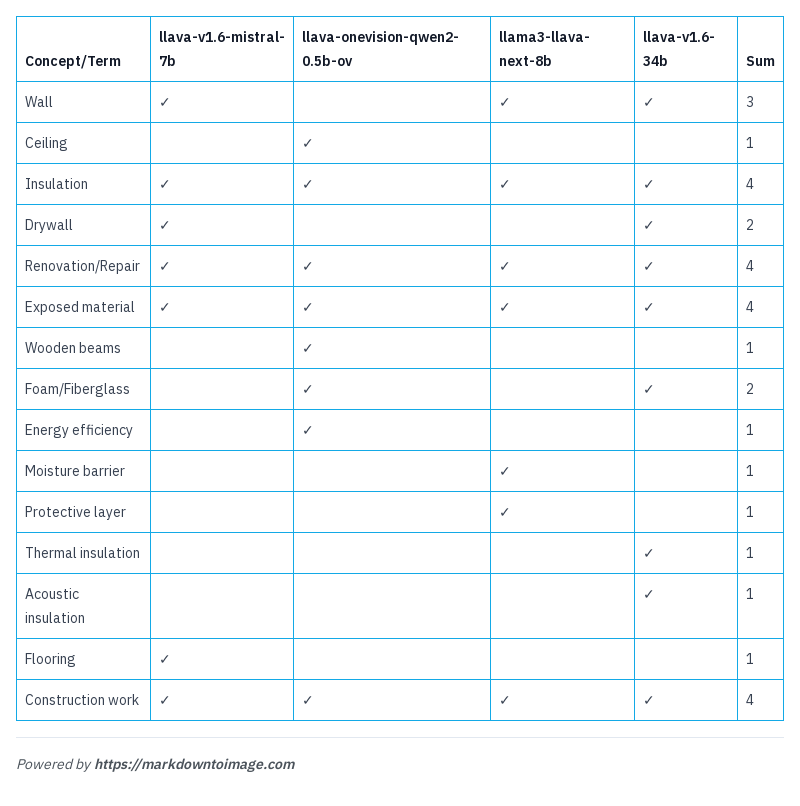 Concept/Term llava-v1.6-mistral-7b llava-onevision-qwen2-0.5b-ov llama3-llava-next-8b llava-v1.6-34b Sum
Wall ✓ ✓ ✓ 3
Ceiling ✓ 1
Insulation ✓ ✓ ✓ ✓ 4
Drywall ✓ ✓ 2
Renovation/Repair ✓ ✓ ✓ ✓ 4
Exposed material ✓ ✓ ✓ ✓ 4
Wooden beams ✓ 1
Foam/Fiberglass ✓ ✓ 2
Energy efficiency ✓ 1
Moisture barrier ✓ 1
Protective layer ✓ 1
Thermal insulation ✓ 1
Acoustic insulation ✓ 1
Flooring ✓ 1
Construction work ✓ ✓ ✓ ✓ 4
Powered by https://markdowntoimage.com